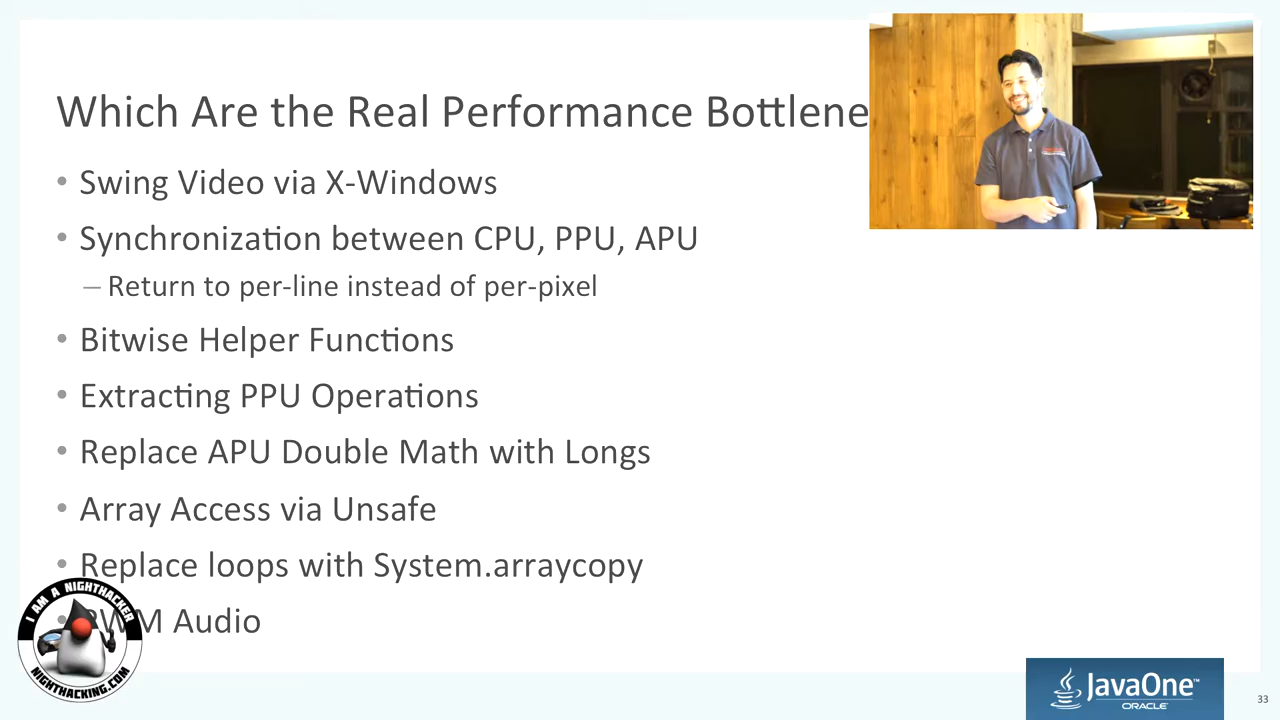 Which Are the Real Performance Bottlene
• Swing Video via X-Windows
• Synchronization between CPU, PPU, APU
– Return to per-line instead of per-pixel
• Bitwise Helper Functions
• Extracting PPU Operations
• Replace APU Double Math with Longs
• Array Access via Unsafe
• Replace loops with System.arraycopy
• PWM Audio
I AM A NIGHTHACKER
NIGHTHACKING.COM
JavaOne™
ORACLE
33